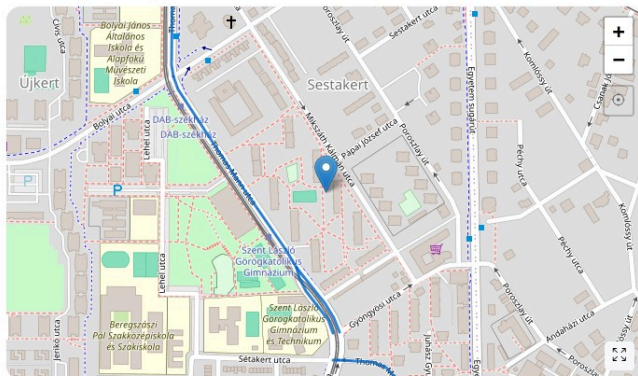 Bolyai János
Általános
Iskola és
Alapfokú
Művészeti
Iskola
Civis utca
Újkert
Bolyai utca
Lehel utca
DAB-székház
DAB-székház
Thomas Mann utca
Sestakert
Sestakert utca
Poroszlay út
Mikszáth Kálmán utca
Pápai József utca
Poroszlay út
Egyetem sugárút
Komlóssy út
Péchy utca
Komlóssy út
Péchy utca
P
P
Lehel utca
Szent László
Görögkatolikus
Gimnázium
Beregszászi
Pál Szakközépiskola
és Szakiskola
Jerikó utca
Szent László
Görögkatolikus
Gimnázium
és Technikum
Sétakert utca
Gyöngyösi utca
Poroszlay út
Andaházi utca
Poroszlay út
+
−